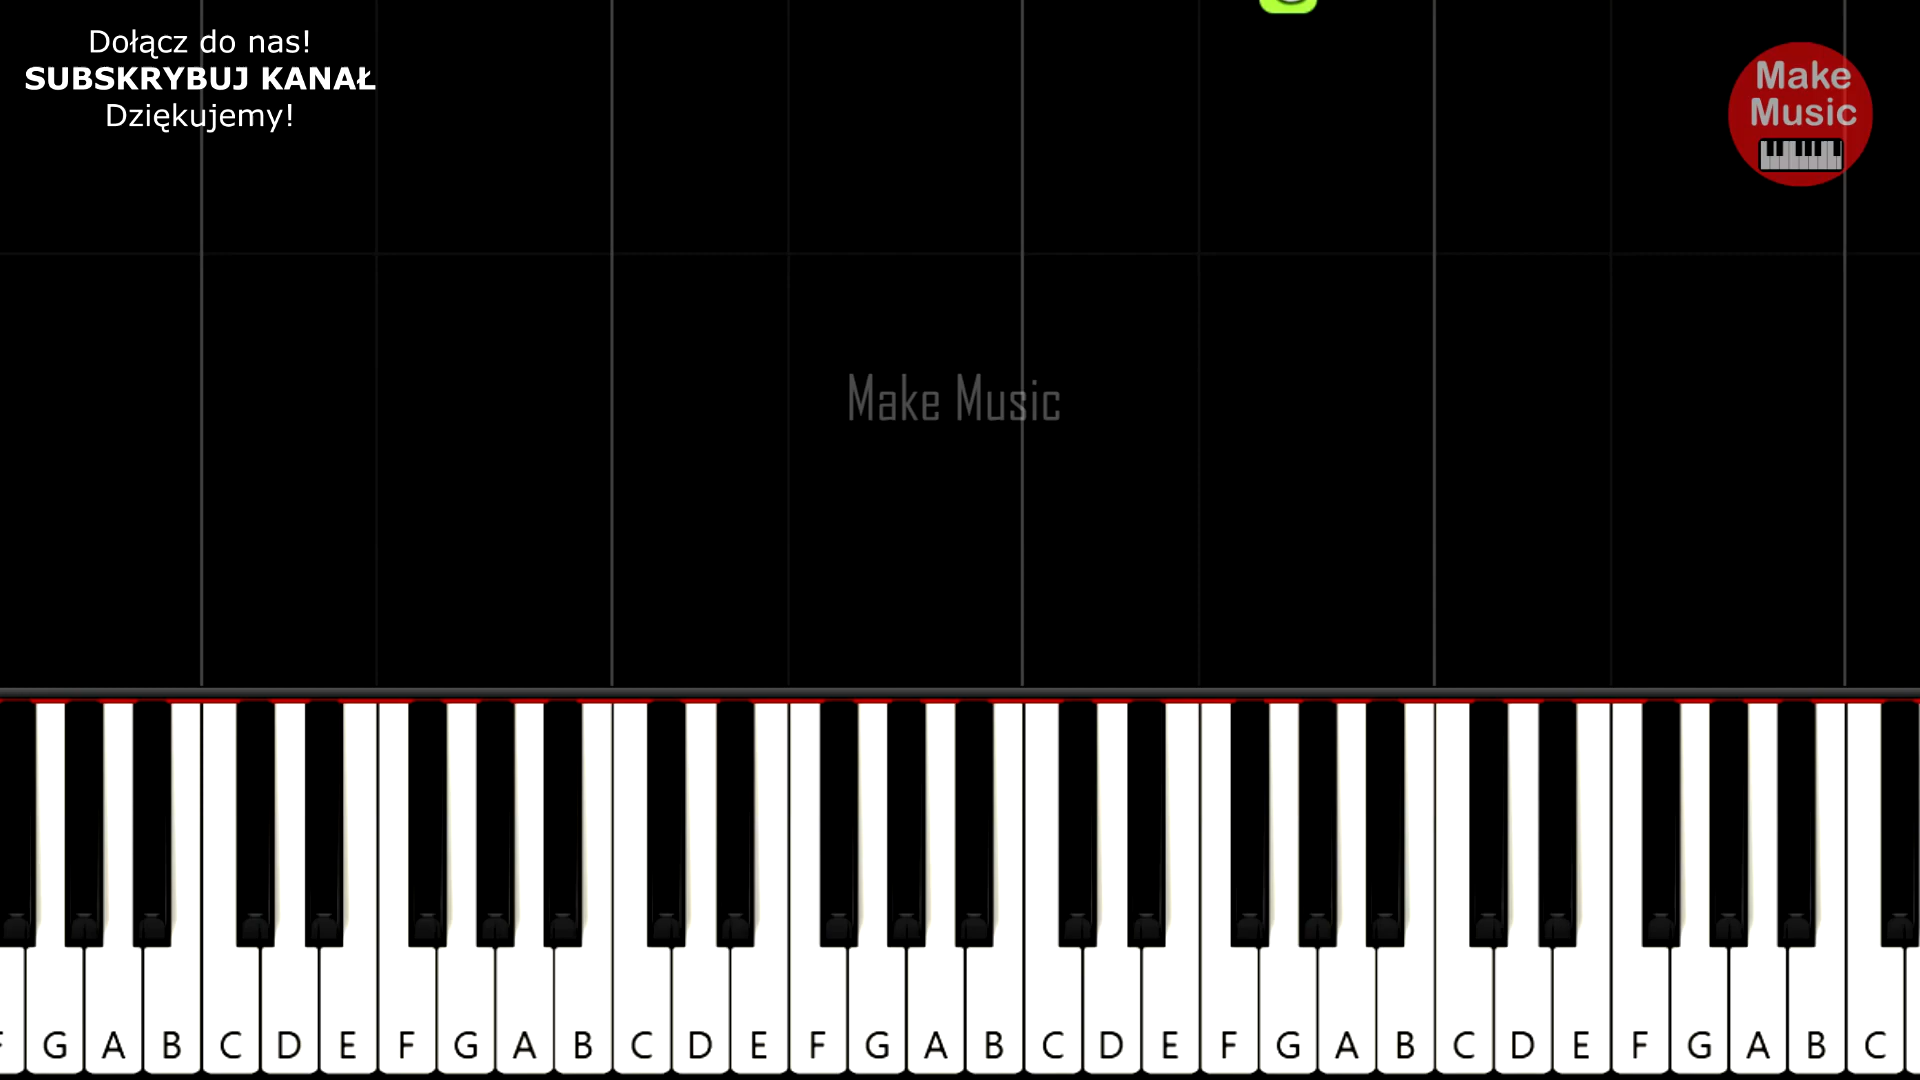 Dołącz do nas!
SUBSKRYBUJ KANAŁ
Dziękujemy!
Make
Music
Make Music
G A B C D E F G A B C D E F G A B C D E F G A B C D E F G A B C